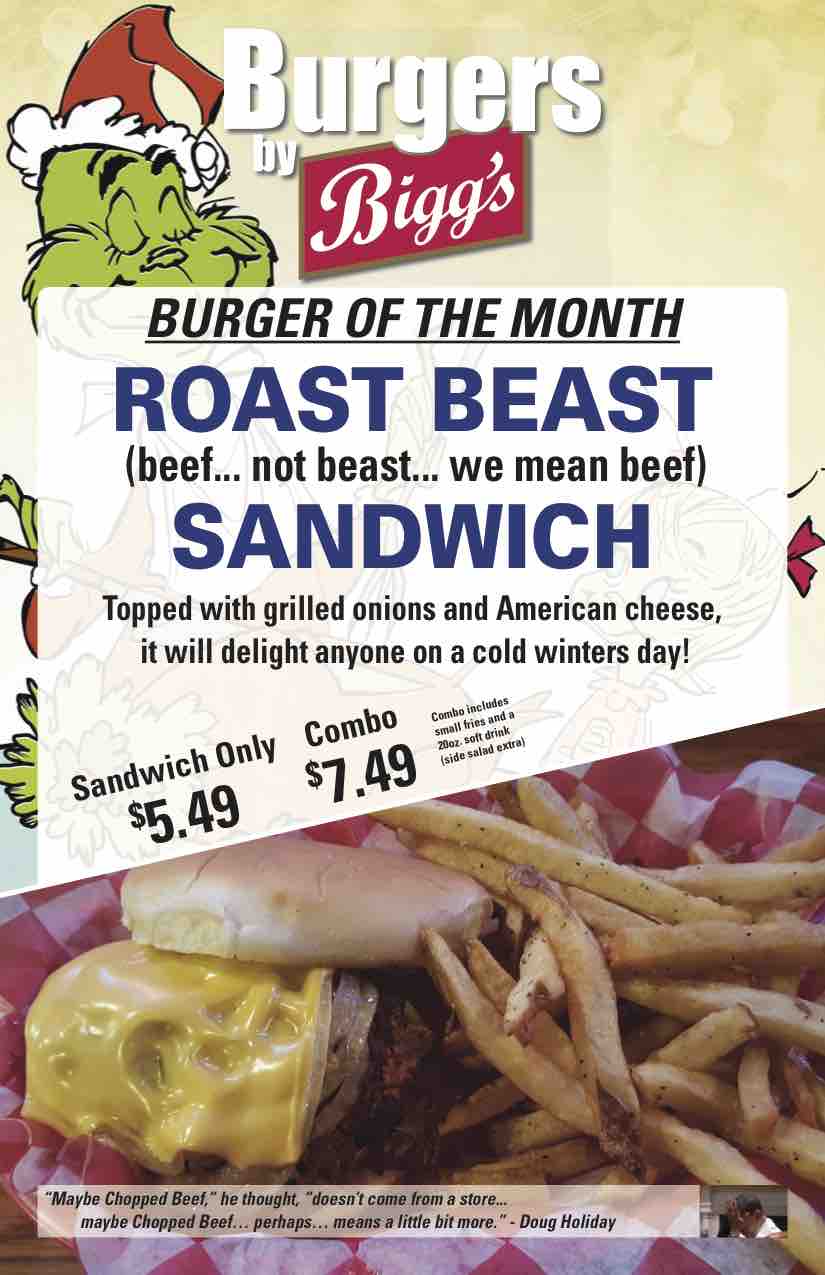 Burgers
by
Bigg's
BURGER OF THE MONTH
ROAST BEAST
(beef... not beast... we mean beef)
SANDWICH
Topped with grilled onions and American cheese,
it will delight anyone on a cold winters day!
Sandwich Only
$5.49
Combo
$7.49
Combo includes
small fries and a
20oz. soft drink
(side salad extra)
“Maybe Chopped Beef,” he thought, “doesn't come from a store...
maybe Chopped Beef… perhaps… means a little bit more.” - Doug Holiday